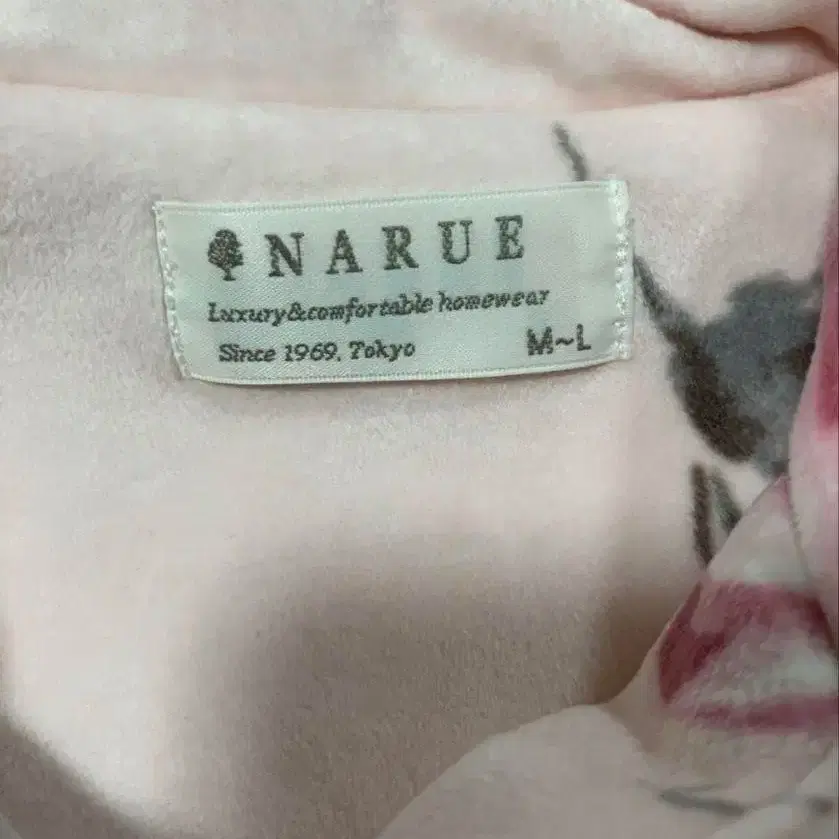 NARUE
Luxury&comfortable homewear
Since 1969, Tokyo M~L